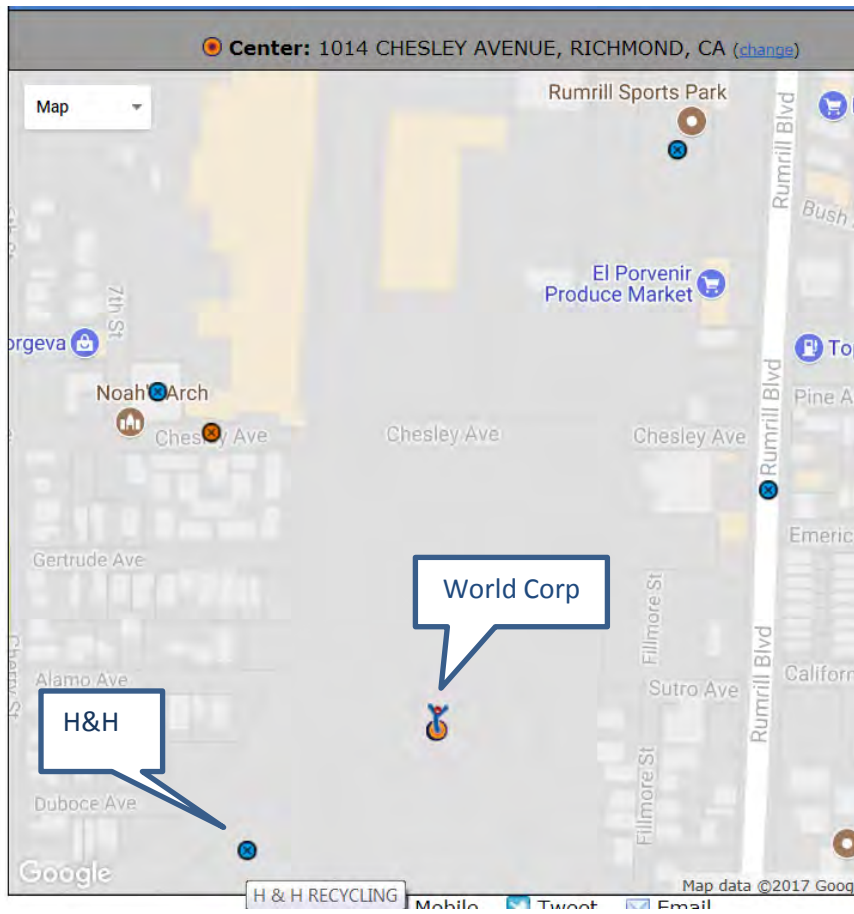 Center: 1014 CHESLEY AVENUE, RICHMOND, CA (change)
Map
Rumrill Sports Park
Rumrill Blvd
Bush
El Porvenir
Produce Market
7th St
orgeva
To
Noah's Arch
Rumrill Blvd
Pine A
Chesley Ave
Chesley Ave
Chesley Ave
Emeric
Gertrude Ave
World Corp
Fillmore St
Cherry St
Alamo Ave
Sutro Ave
Rumrill Blvd
Californ
H&H
Duboce Ave
Fillmore St
Google
Map data ©2017 Goog
H & H RECYCLING
Mobile
Tweet
Email